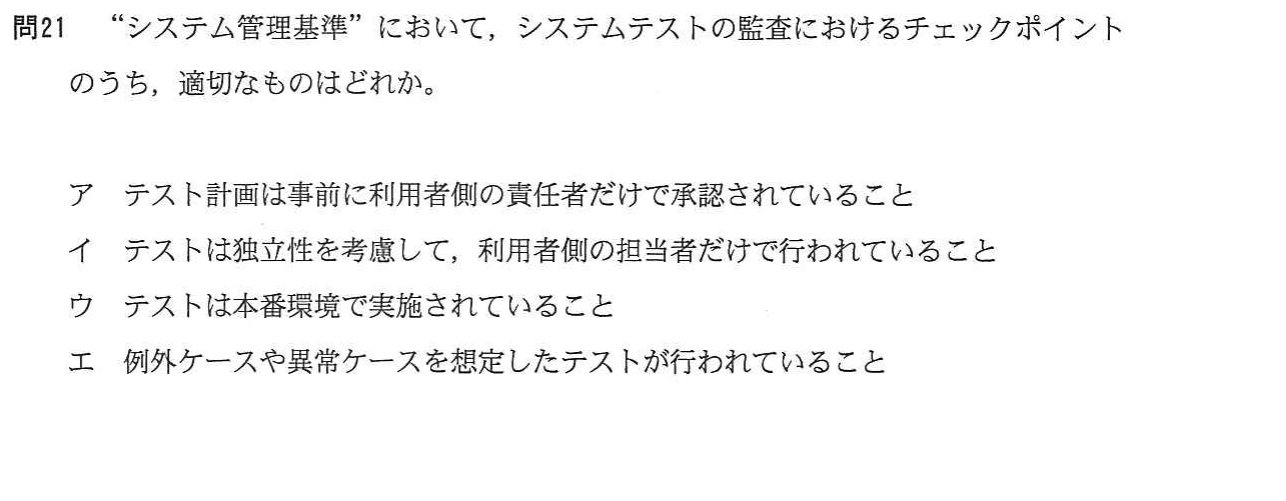 問21 “システム管理基準”において，システムテストの監査におけるチェックポイント
のうち，適切なものはどれか。
ア テスト計画は事前に利用者側の責任者だけで承認されていること
イ テストは独立性を考慮して，利用者側の担当者だけで行われていること
ウ テストは本番環境で実施されていること
エ 例外ケースや異常ケースを想定したテストが行われていること